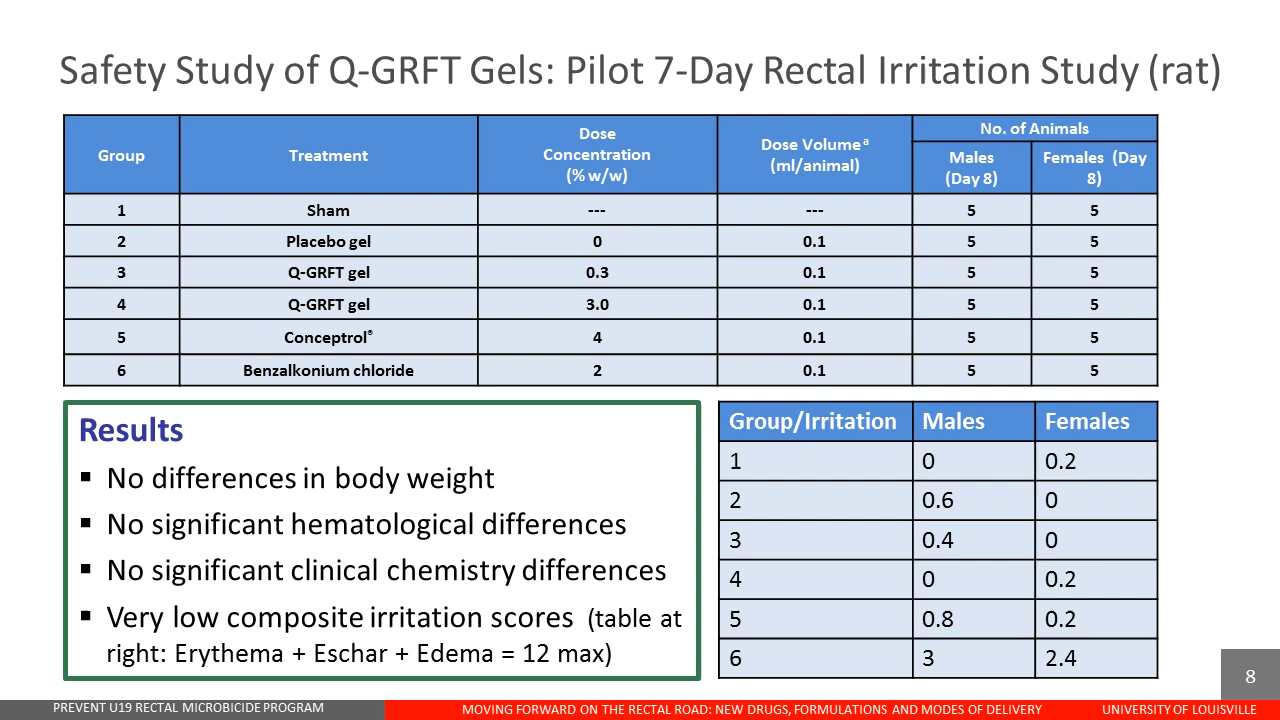 Safety Study of Q-GRFT Gels: Pilot 7-Day Rectal Irritation Study (rat)
Group Treatment Dose Concentration (% w/w) Dose Volume a (ml/animal) No. of Animals
Males (Day 8) Females (Day 8)
1 Sham --- --- 5 5
2 Placebo gel 0 0.1 5 5
3 Q-GRFT gel 0.3 0.1 5 5
4 Q-GRFT gel 3.0 0.1 5 5
5 Conceptrol® 4 0.1 5 5
6 Benzalkonium chloride 2 0.1 5 5
Results
▪ No differences in body weight
▪ No significant hematological differences
▪ No significant clinical chemistry differences
▪ Very low composite irritation scores (table at
right: Erythema + Eschar + Edema = 12 max)
Group/Irritation Males Females
1 0 0.2
2 0.6 0
3 0.4 0
4 0 0.2
5 0.8 0.2
6 3 2.4
8
PREVENT U19 RECTAL MICROBICIDE PROGRAM
MOVING FORWARD ON THE RECTAL ROAD: NEW DRUGS, FORMULATIONS AND MODES OF DELIVERY
UNIVERSITY OF LOUISVILLE